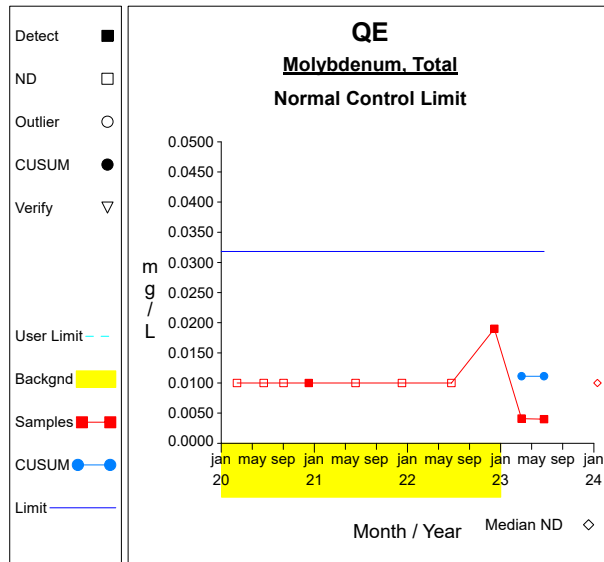 Detect
ND
Outlier
CUSUM
Verify
User Limit
Backgnd
Samples
CUSUM
Limit
QE
Molybdenum, Total
Normal Control Limit
0.0500
0.0450
0.0400
0.0350
0.0300
0.0250
0.0200
0.0150
0.0100
0.0050
0.0000
mg/L
jan may sep jan may sep jan may sep jan may sep jan
20 21 22 23 24
Month / Year
Median ND